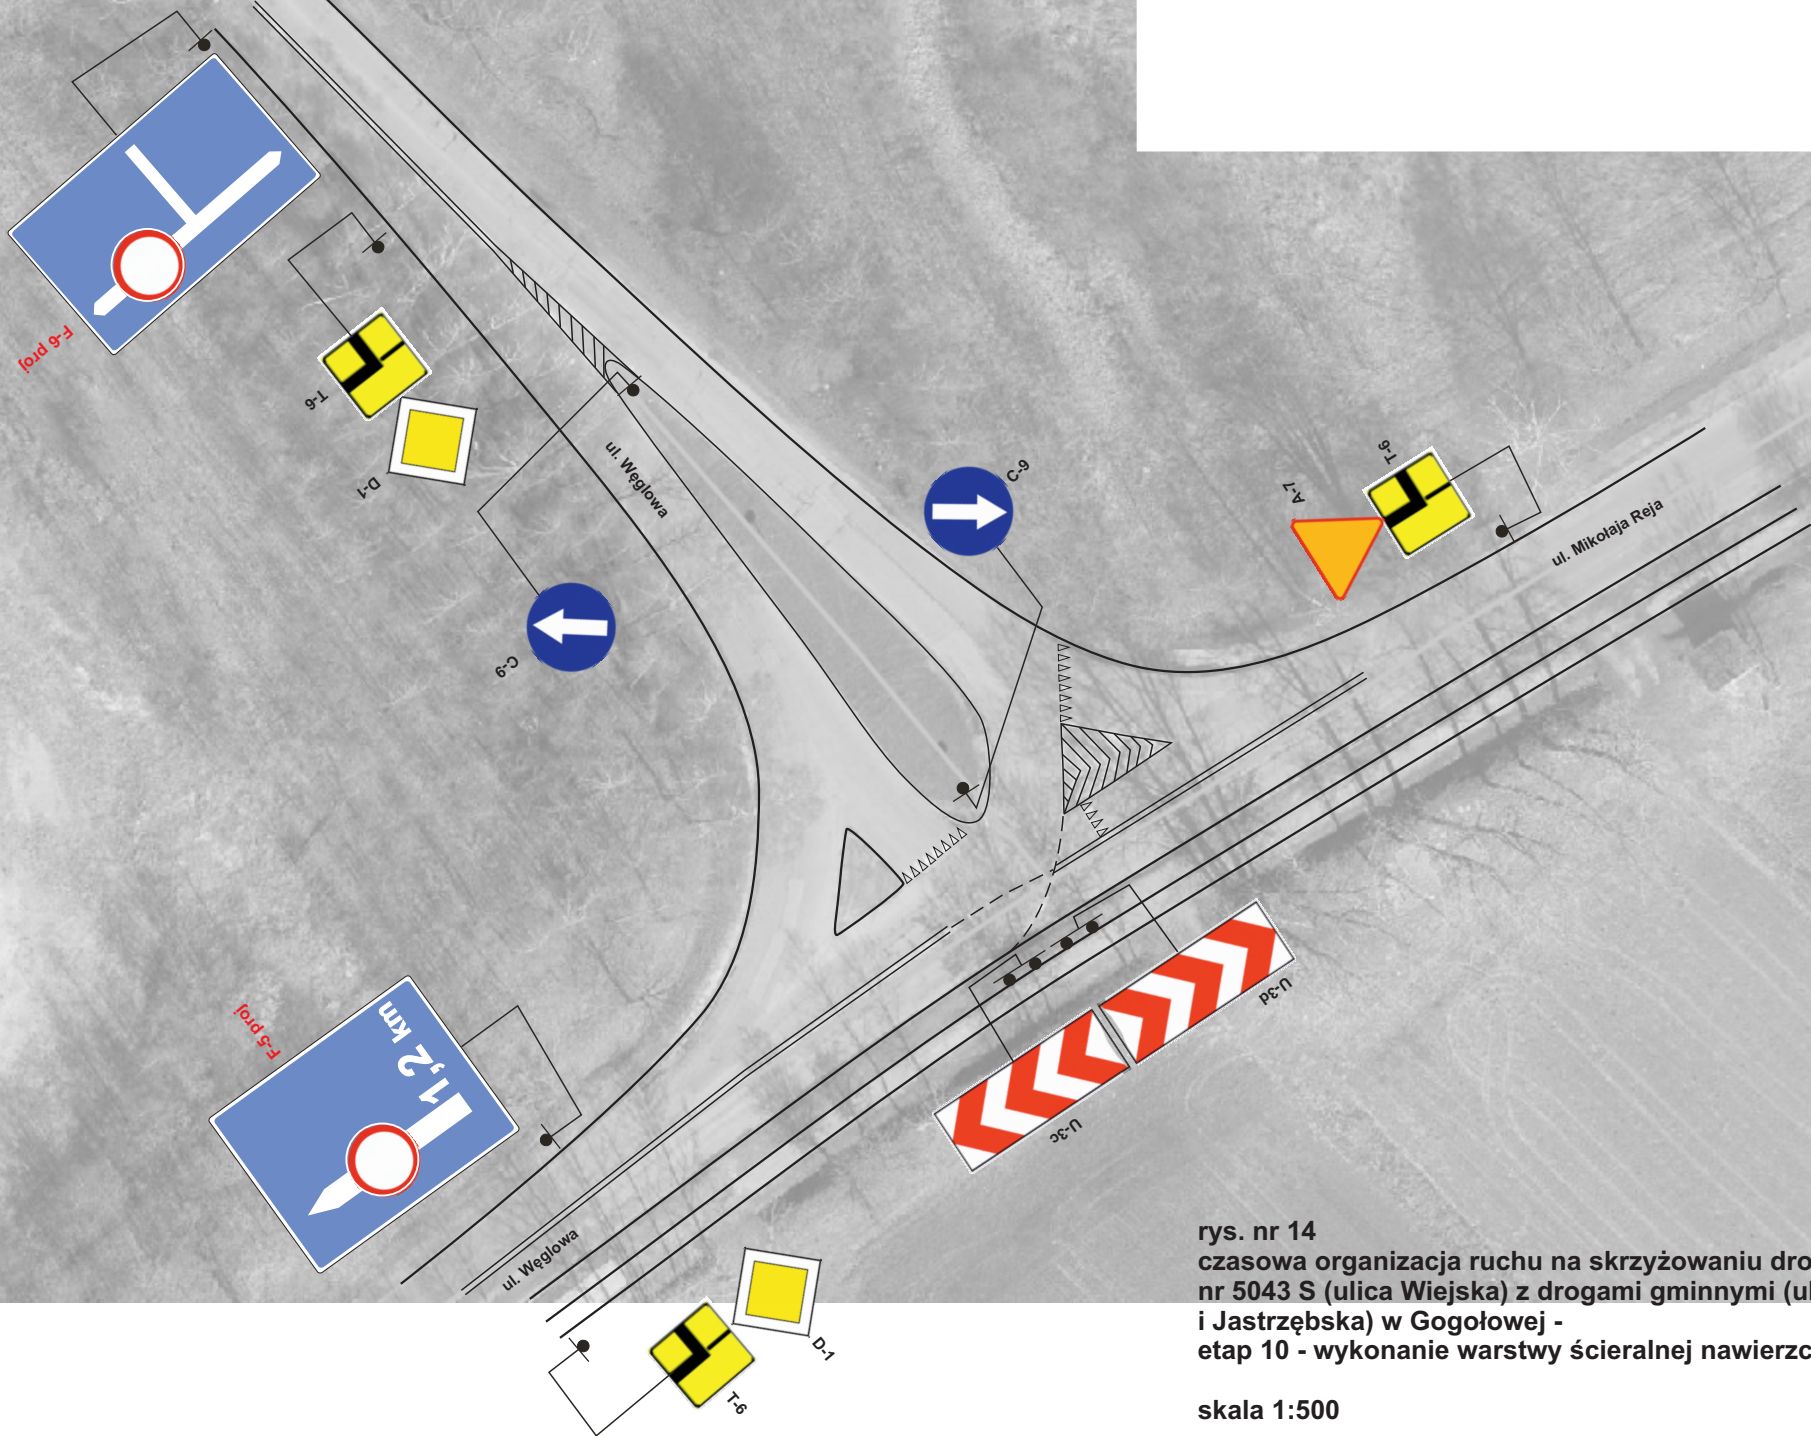 F-6 proj
T-6
D-1
ul. Węglowa
C-9
C-9
T-6
A-7
ul. Mikołaja Reja
F-5 proj
1,2 km
U-3d
U-3c
ul. Węglowa
D-1
T-6
rys. nr 14
czasowa organizacja ruchu na skrzyżowaniu dro
nr 5043 S (ulica Wiejska) z drogami gminnymi (ul
i Jastrzębska) w Gogołowej -
etap 10 - wykonanie warstwy ścieralnej nawierzc
skala 1:500